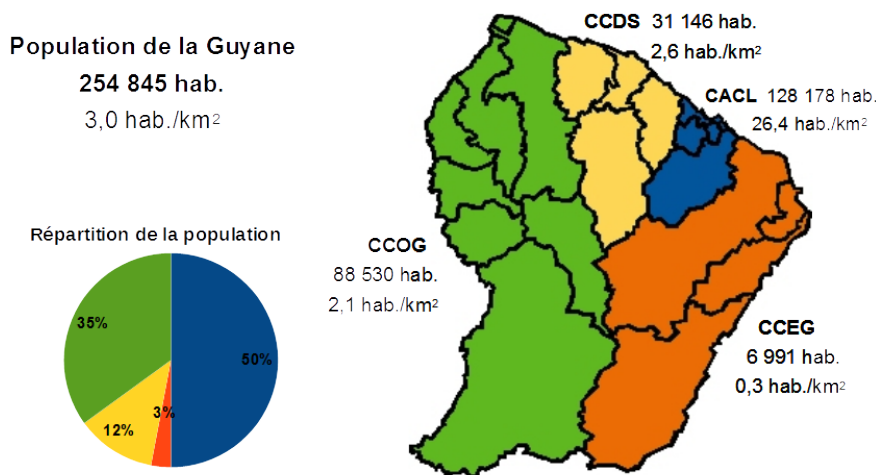 Population de la Guyane
254 845 hab.
3,0 hab./km²
CCDS 31 146 hab.
2,6 hab./km²
CACL 128 178 hab.
26,4 hab./km²
Répartition de la population
35%
50%
12%
3%
CCOG
88 530 hab.
2,1 hab./km²
CCEG
6 991 hab.
0,3 hab./km²